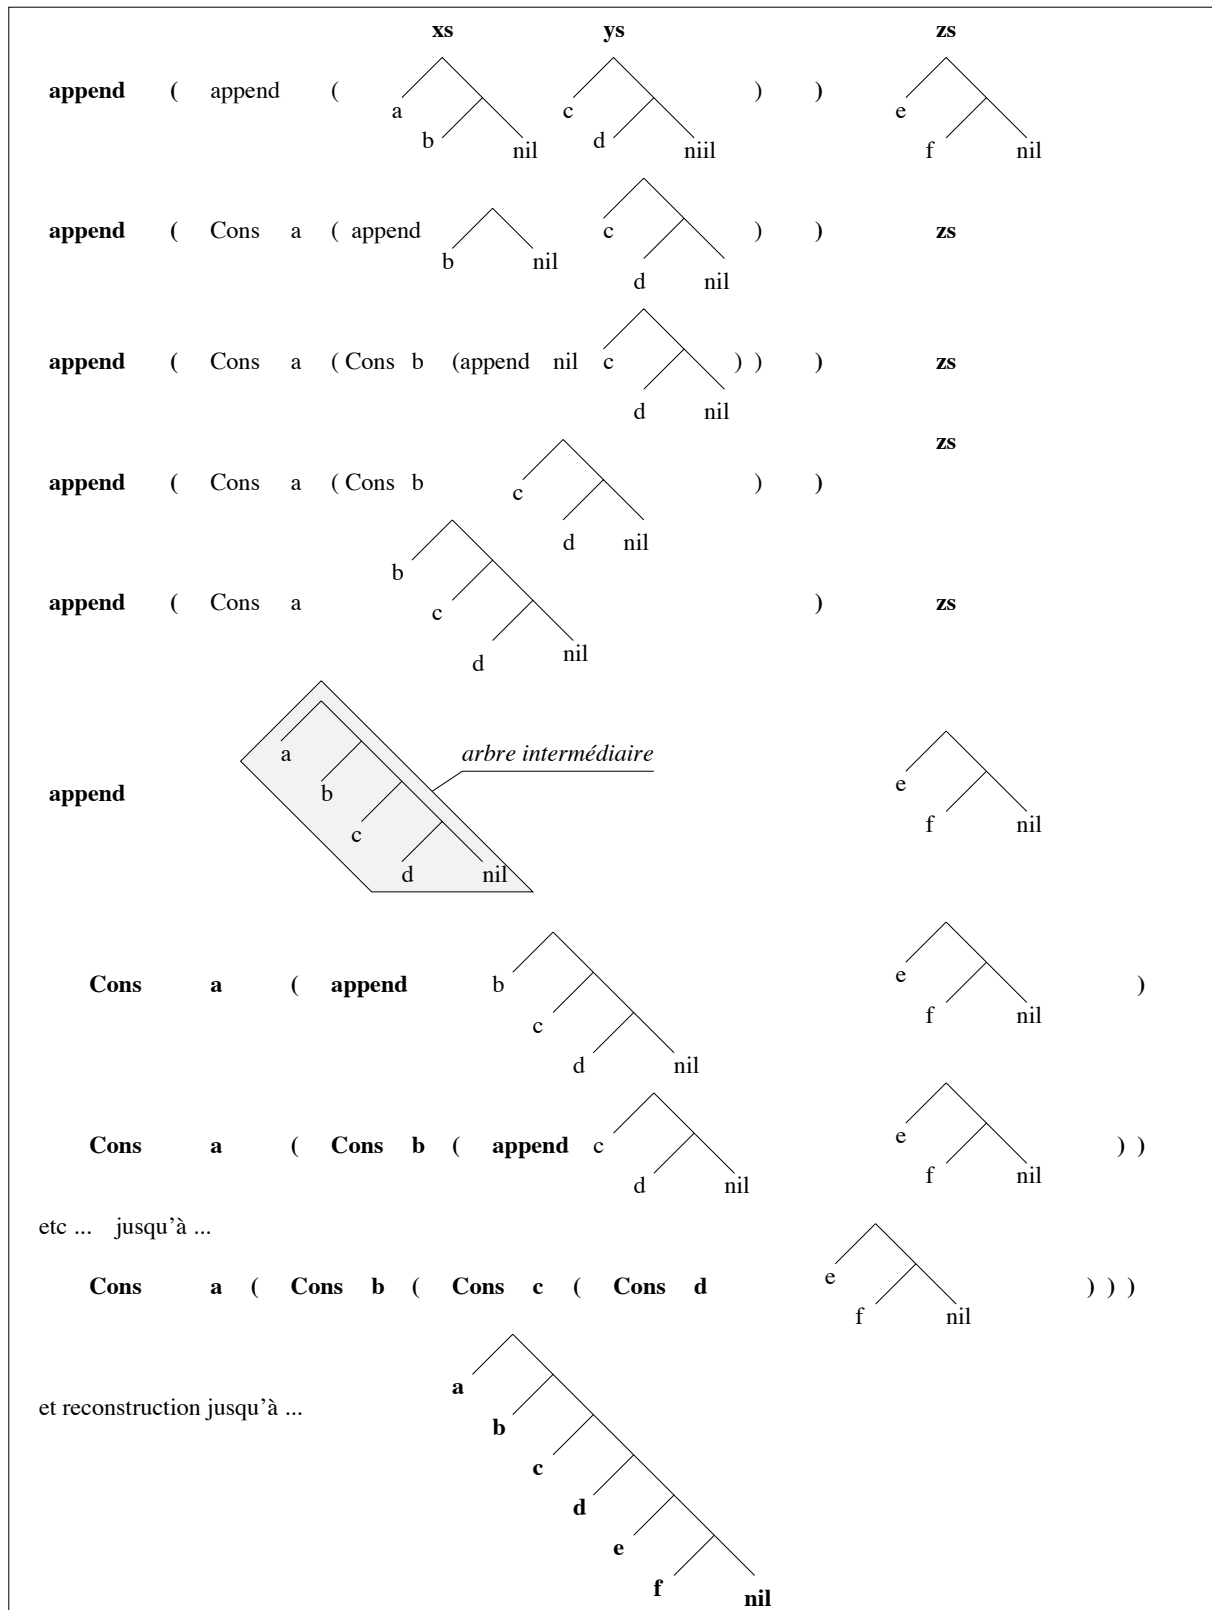 xs ys zs
append ( append ( ) )
a c e
b nil d niil f nil
append ( Cons a ( append c ) ) zs
b nil
d nil
append ( Cons a ( Cons b (append nil c ) ) ) zs
d nil
zs
append ( Cons a ( Cons b c ) )
d nil
b
append ( Cons a c ) zs
d nil
a arbre intermédiaire
e
append b f nil
c
d nil
e
Cons a ( append b )
c f nil
d nil
e
Cons a ( Cons b ( append c ) )
d nil f nil
etc ... jusqu'à ...
e
Cons a ( Cons b ( Cons c ( Cons d ) ) )
f nil
a
et reconstruction jusqu'à ...
b
c
d
e
f nil